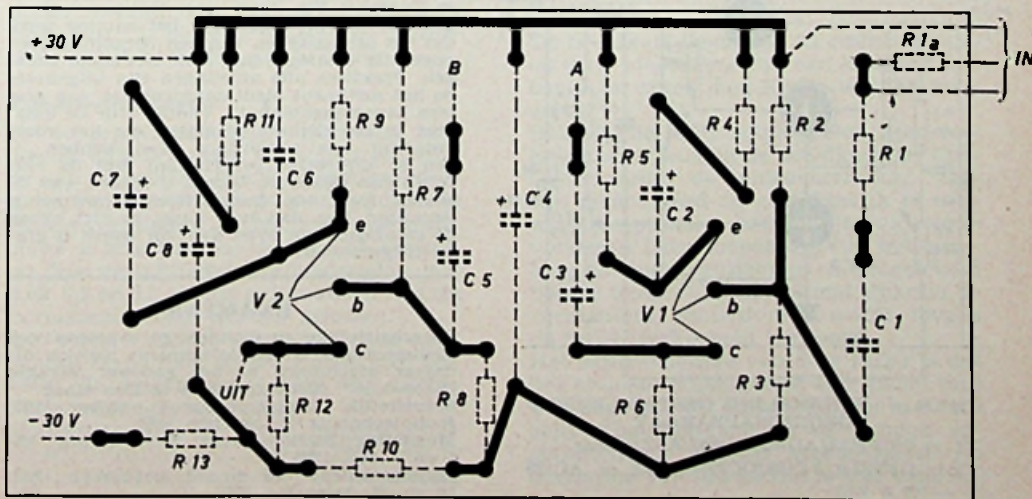 +30 V
B
A
R 1a
IN
R 11
R 9
R 4
R 2
R 1
C 7
+
C 6
R 7
+
C 4
R 5
+
C 2
+
C 8
e
+
C 5
C 3
+
e
V 2
b
V 1
b
C 1
c
c
UIT
R 12
R 8
R 6
R 3
−30 V
R 13
R 10